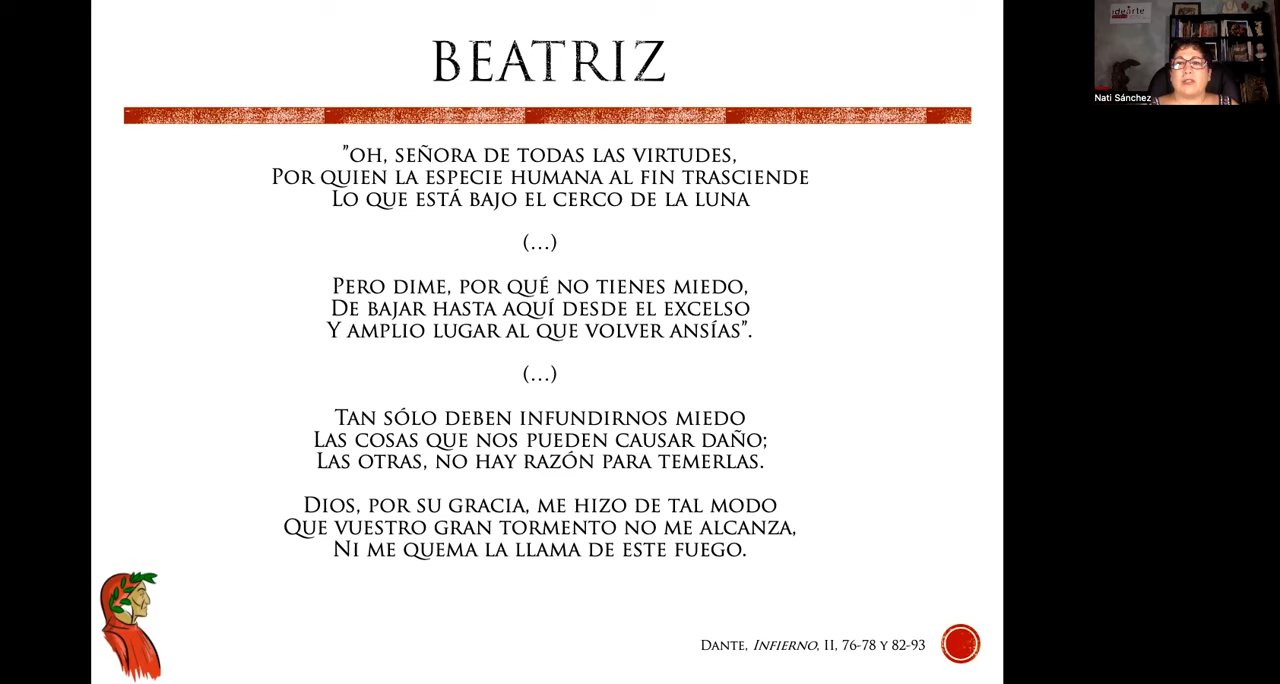 BEATRIZ
"OH, SEÑORA DE TODAS LAS VIRTUDES,
POR QUIEN LA ESPECIE HUMANA AL FIN TRASCIENDE
LO QUE ESTÁ BAJO EL CERCO DE LA LUNA
(...)
PERO DIME, POR QUÉ NO TIENES MIEDO,
DE BAJAR HASTA AQUÍ DESDE EL EXCELSO
Y AMPLIO LUGAR AL QUE VOLVER ANSÍAS".
(...)
TAN SÓLO DEBEN INFUNDIRNOS MIEDO
LAS COSAS QUE NOS PUEDEN CAUSAR DAÑO;
LAS OTRAS, NO HAY RAZÓN PARA TEMERLAS.
DIOS, POR SU GRACIA, ME HIZO DE TAL MODO
QUE VUESTRO GRAN TORMENTO NO ME ALCANZA,
NI ME QUEMA LA LLAMA DE ESTE FUEGO.
DANTE, INFIERNO, II, 76-78 Y 82-93
idearte
Nati Sánchez